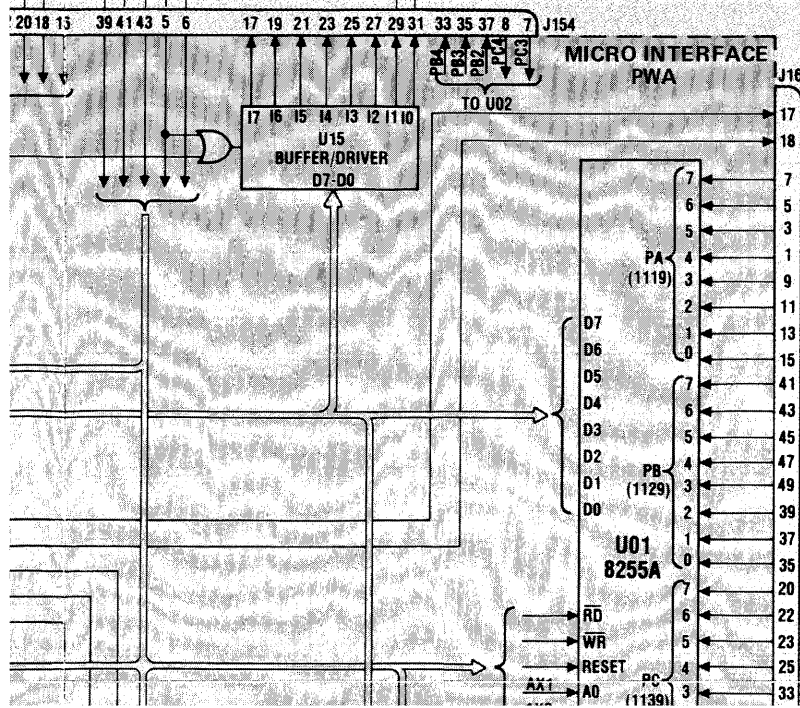 20 18 15 39 41 43 5 6 17 19 21 23 25 27 29 31 33 35 37 8 7 J154
PB4 PB3 PB2 PC4 PC3
MICRO INTERFACE
PWA
J16
TO U02
I7 I6 I5 I4 I3 I2 I1 I0
U15
BUFFER/DRIVER
D7-D0
17
18
7 7
6 5
5 3
PA 4 1
(1119) 3 9
2 11
D7 1 13
D6 0 15
D5 7 41
D4 6 43
D3 5 45
D2 PB 4 47
D1 (1129) 3 49
D0 2 39
U01 1 37
8255A 0 35
7 20
RD 6 22
WR 5 23
RESET 4 25
AX1 A0 PC 3 33
(1139)